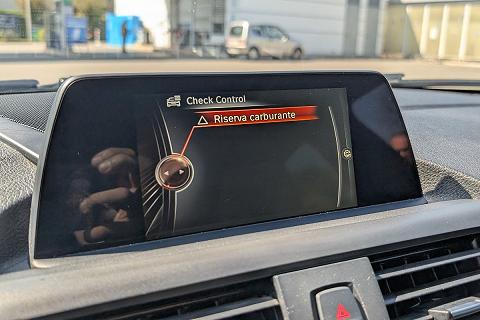 Check Control
Riserva carburante